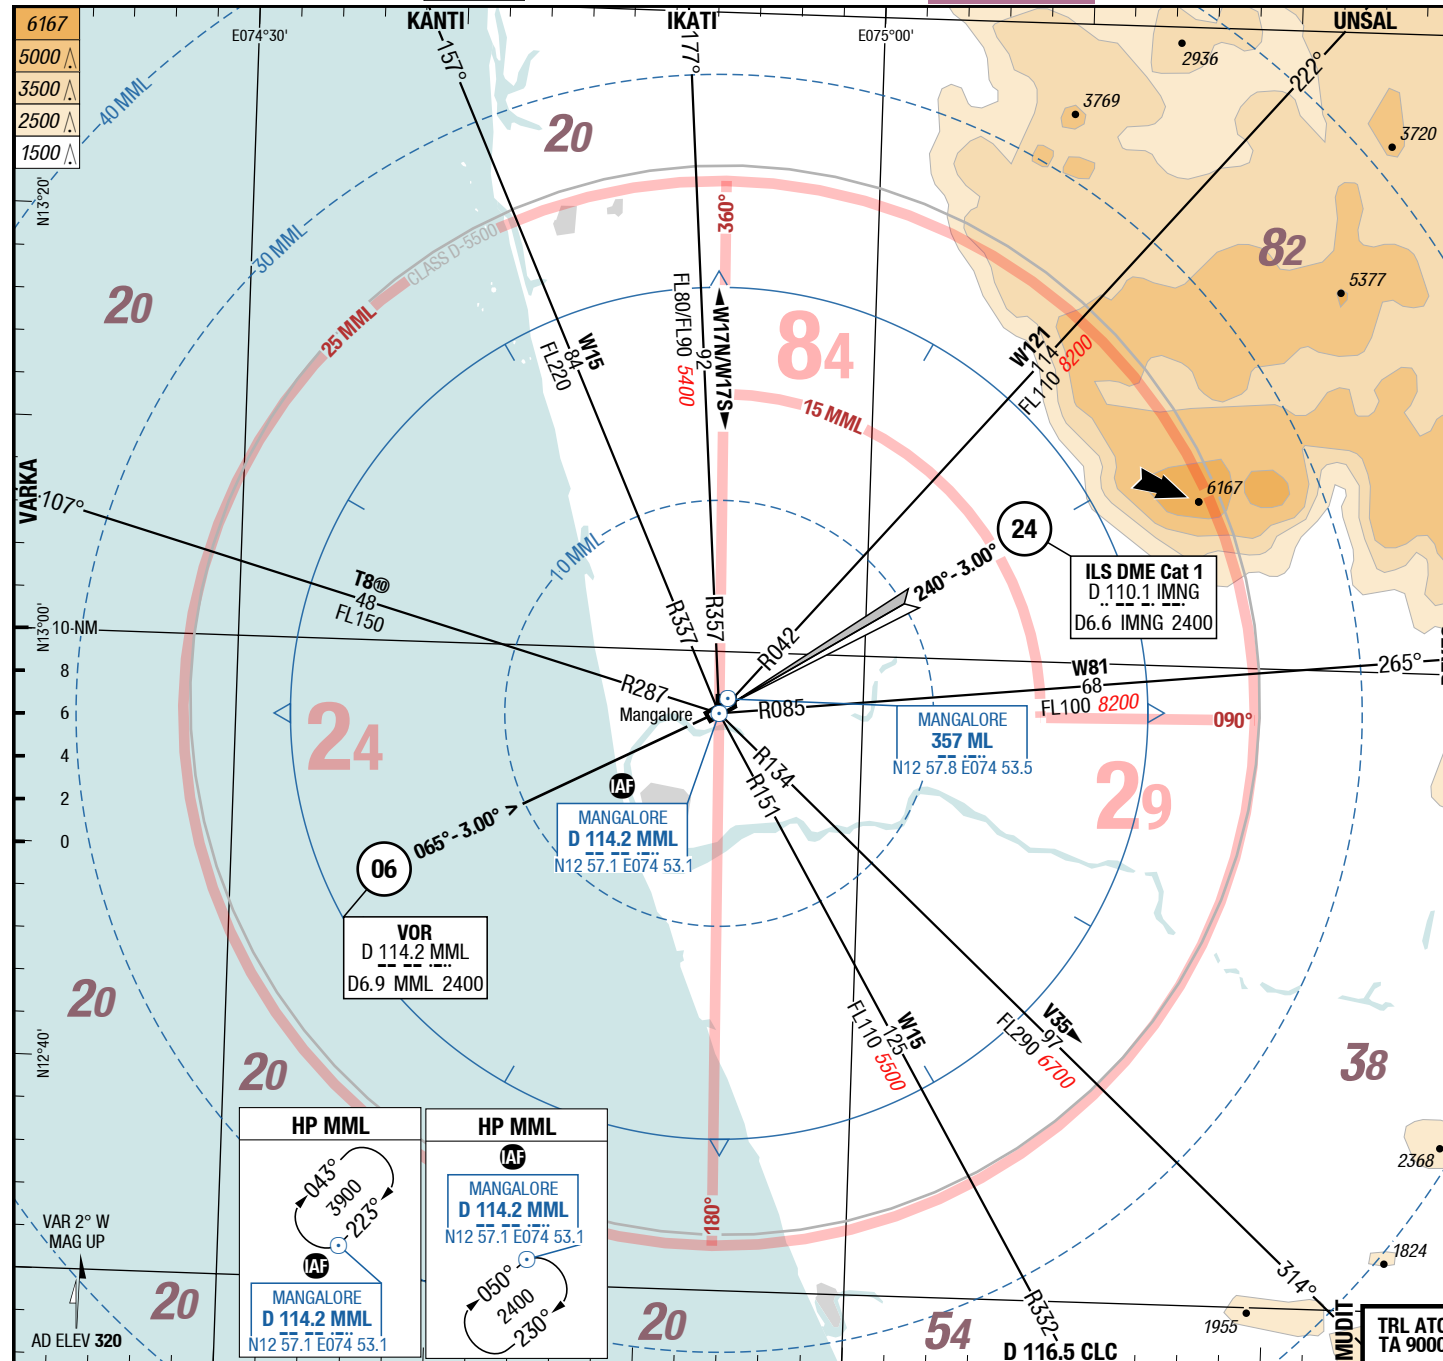 KANTI
IKATI
UNSAL
6167
5000
3500
2500
1500
E074°30'
E075°00'
157°
177°
222°
40 MML
30 MML
25 MML
CLASS D-5500
N13°20'
20
20
2936
3769
3720
82
5377
6167
360°
84
15 MML
W17N/W17S
FL80/FL90
92
5400
W15
84
FL220
W121
114
FL110 8200
VARKA
107°
T8⑩
48
FL150
10 MML
24
240°-3.00°
ILS DME Cat 1
D 110.1 IMNG
D6.6 IMNG 2400
N13°00'
10-NM
8
6
4
2
0
R337
R357
R042
R287
R085
R134
R151
Mangalore
W81
68
FL100 8200
265°
090°
MANGALORE
357 ML
N12 57.8 E074 53.5
24
29
IAF
MANGALORE
D 114.2 MML
N12 57.1 E074 53.1
065°-3.00° >
06
VOR
D 114.2 MML
D6.9 MML 2400
20
N12°40'
20
W15
125
FL110 5500
V35
97
FL290 6700
38
HP MML
043°
3900
223°
IAF
MANGALORE
D 114.2 MML
N12 57.1 E074 53.1
HP MML
IAF
MANGALORE
D 114.2 MML
N12 57.1 E074 53.1
050°
2400
230°
180°
2368
1824
1955
314°
MUDIT
R332
D 116.5 CLC
VAR 2° W
MAG UP
AD ELEV 320
20
20
54
TRL ATC
TA 9000